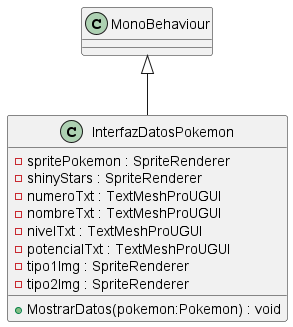 C MonoBehaviour
C InterfazDatosPokemon
spritePokemon : SpriteRenderer
shinyStars : SpriteRenderer
numeroTxt : TextMeshProUGUI
nombreTxt : TextMeshProUGUI
nivelTxt : TextMeshProUGUI
potencialTxt : TextMeshProUGUI
tipo1Img : SpriteRenderer
tipo2Img : SpriteRenderer
MostrarDatos(pokemon:Pokemon) : void